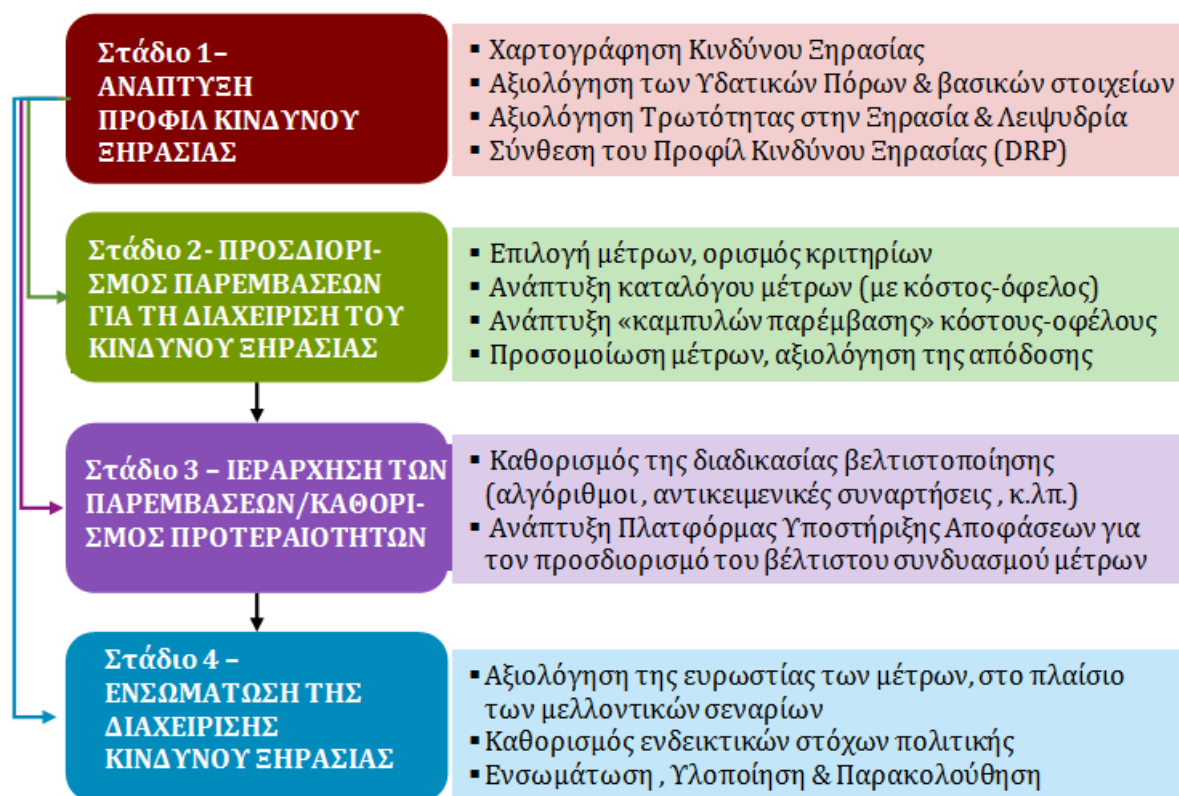 Στάδιο 1–
ΑΝΑΠΤΥΞΗ
ΠΡΟΦΙΛ ΚΙΝΔΥΝΟΥ
ΞΗΡΑΣΙΑΣ
▪ Χαρτογράφηση Κινδύνου Ξηρασίας
▪ Αξιολόγηση των Υδατικών Πόρων & βασικών στοιχείων
▪ Αξιολόγηση Τρωτότητας στην Ξηρασία & Λειψυδρία
▪ Σύνθεση του Προφίλ Κινδύνου Ξηρασίας (DRP)
Στάδιο 2- ΠΡΟΣΔΙΟΡΙ-
ΣΜΟΣ ΠΑΡΕΜΒΑΣΕΩΝ
ΓΙΑ ΤΗ ΔΙΑΧΕΙΡΙΣΗ ΤΟΥ
ΚΙΝΔΥΝΟΥ ΞΗΡΑΣΙΑΣ
▪ Επιλογή μέτρων, ορισμός κριτηρίων
▪ Ανάπτυξη καταλόγου μέτρων (με κόστος-όφελος)
▪ Ανάπτυξη «καμπυλών παρέμβασης» κόστους-οφέλους
▪ Προσομοίωση μέτρων, αξιολόγηση της απόδοσης
Στάδιο 3 – ΙΕΡΑΡΧΗΣΗ ΤΩΝ
ΠΑΡΕΜΒΑΣΕΩΝ/ΚΑΘΟΡΙ-
ΣΜΟΣ ΠΡΟΤΕΡΑΙΟΤΗΤΩΝ
▪ Καθορισμός της διαδικασίας βελτιστοποίησης
(αλγόριθμοι , αντικειμενικές συναρτήσεις , κ.λπ.)
▪ Ανάπτυξη Πλατφόρμας Υποστήριξης Αποφάσεων για
τον προσδιορισμό του βέλτιστου συνδυασμού μέτρων
Στάδιο 4 –
ΕΝΣΩΜΑΤΩΣΗ ΤΗΣ
ΔΙΑΧΕΙΡΙΣΗΣ
ΚΙΝΔΥΝΟΥ ΞΗΡΑΣΙΑΣ
▪ Αξιολόγηση της ευρωστίας των μέτρων, στο πλαίσιο
των μελλοντικών σεναρίων
▪ Καθορισμός ενδεικτικών στόχων πολιτικής
▪ Ενσωμάτωση , Υλοποίηση & Παρακολούθηση